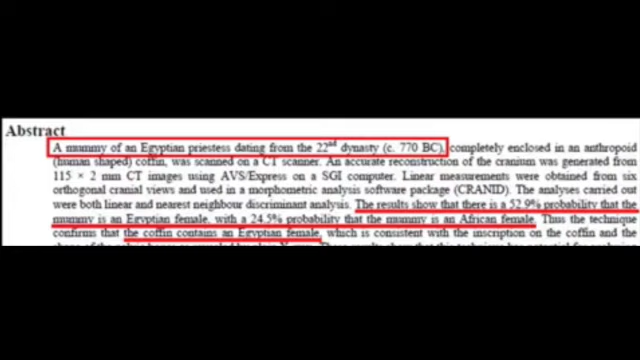 Abstract
A mummy of an Egyptian priestess dating from the 22nd dynasty (c. 770 BC), completely enclosed in an anthropoid
(human shaped) coffin, was scanned on a CT scanner. An accurate reconstruction of the cranium was generated from
115 × 2 mm CT images using AVS/Express on a SGI computer. Linear measurements were obtained from six
orthogonal cranial views and used in a morphometric analysis software package (CRANID). The analyses carried out
were both linear and nearest neighbour discriminant analysis. The results show that there is a 52.9% probability that the
mummy is an Egyptian female, with a 24.5% probability that the mummy is an African female. Thus the technique
confirms that the coffin contains an Egyptian female, which is consistent with the inscription on the coffin and the